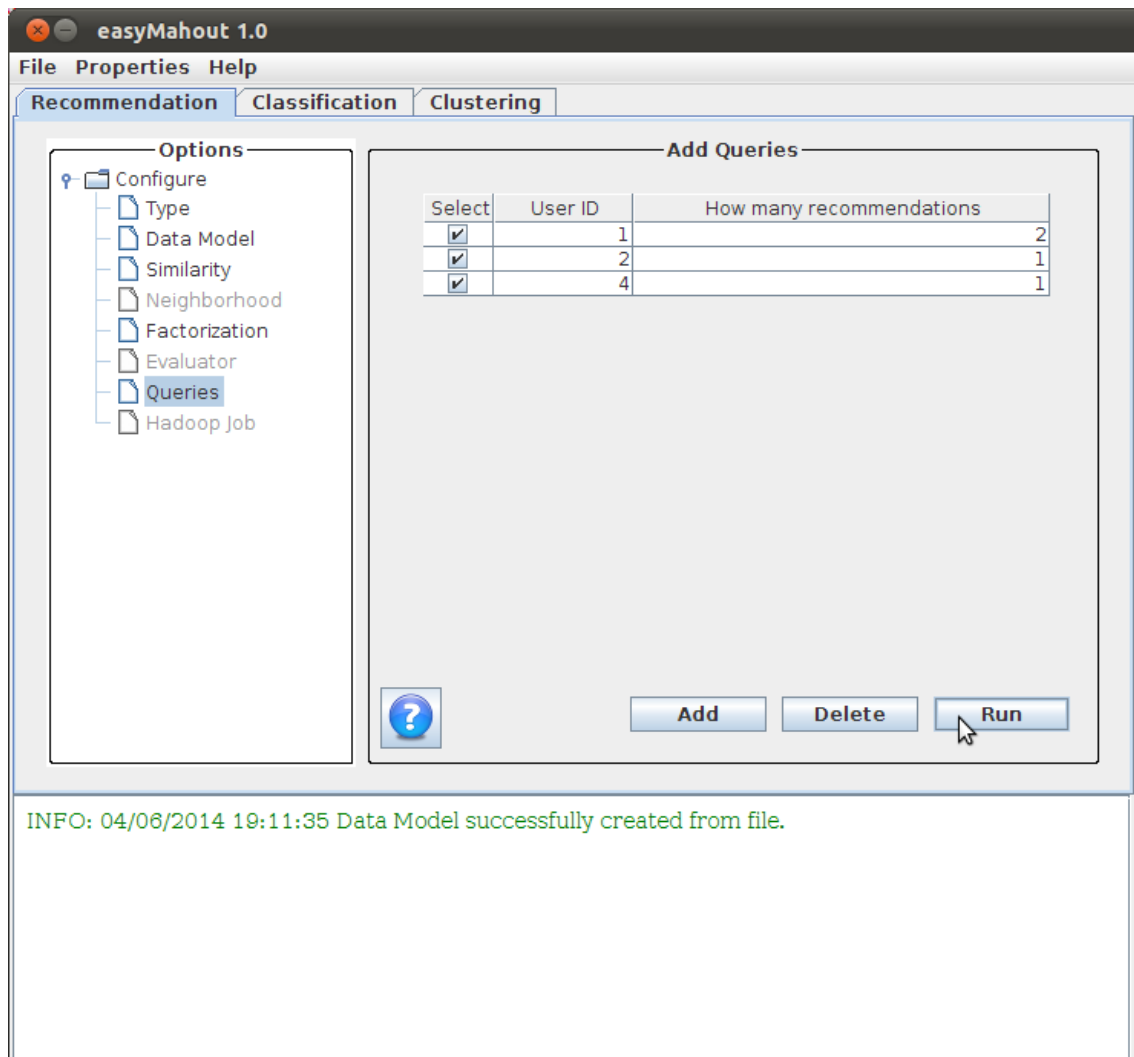 easyMahout 1.0
File Properties Help
Recommendation Classification Clustering
Options
Configure
Type
Data Model
Similarity
Neighborhood
Factorization
Evaluator
Queries
Hadoop Job
Add Queries
Select User ID How many recommendations
1 2
2 1
4 1
? Add Delete Run
INFO: 04/06/2014 19:11:35 Data Model successfully created from file.